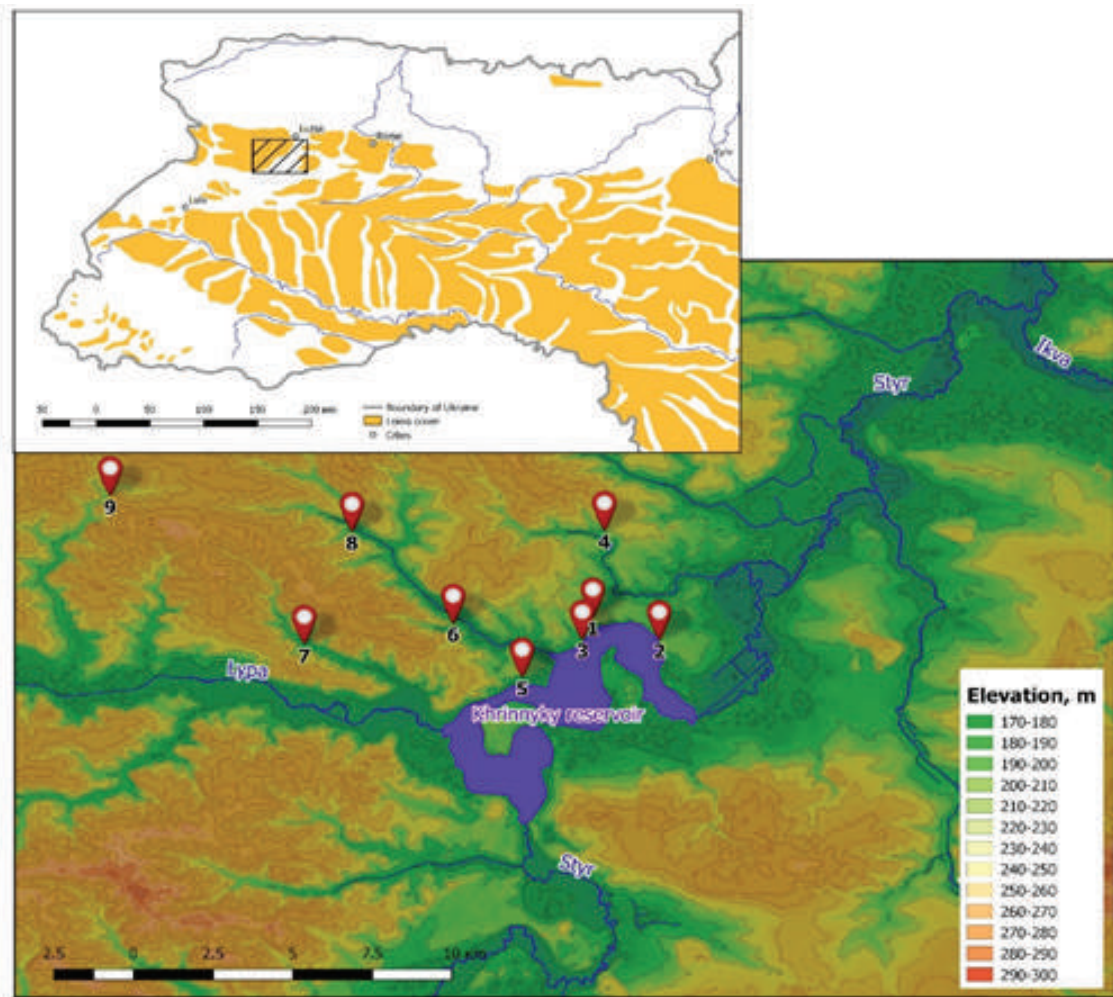 Lutsk
Rivne
Kyiv
Lviv
50 0 50 100 150 200 km
Boundary of Ukraine
Loess cover
Cities
Ikva
Styr
9
8
4
1
6
7
3
2
5
Lypa
Khrinnyky reservoir
Styr
2.5 0 2.5 5 7.5 10 km
Elevation, m
170-180
180-190
190-200
200-210
210-220
220-230
230-240
240-250
250-260
260-270
270-280
280-290
290-300